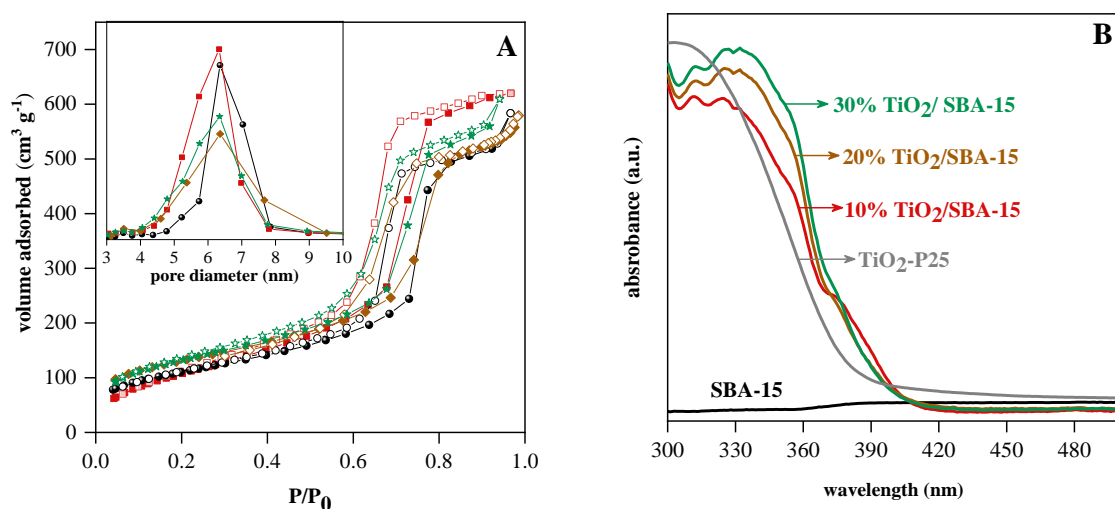 A
700
600
500
400
300
200
100
0
volume adsorbed (cm³ g⁻¹)
3 4 5 6 7 8 9 10
pore diameter (nm)
0.0 0.2 0.4 0.6 0.8 1.0
P/P₀
B
absrobance (a.u.)
30% TiO₂/ SBA-15
20% TiO₂/SBA-15
10% TiO₂/SBA-15
TiO₂-P25
SBA-15
300 330 360 390 420 450 480
wavelength (nm)